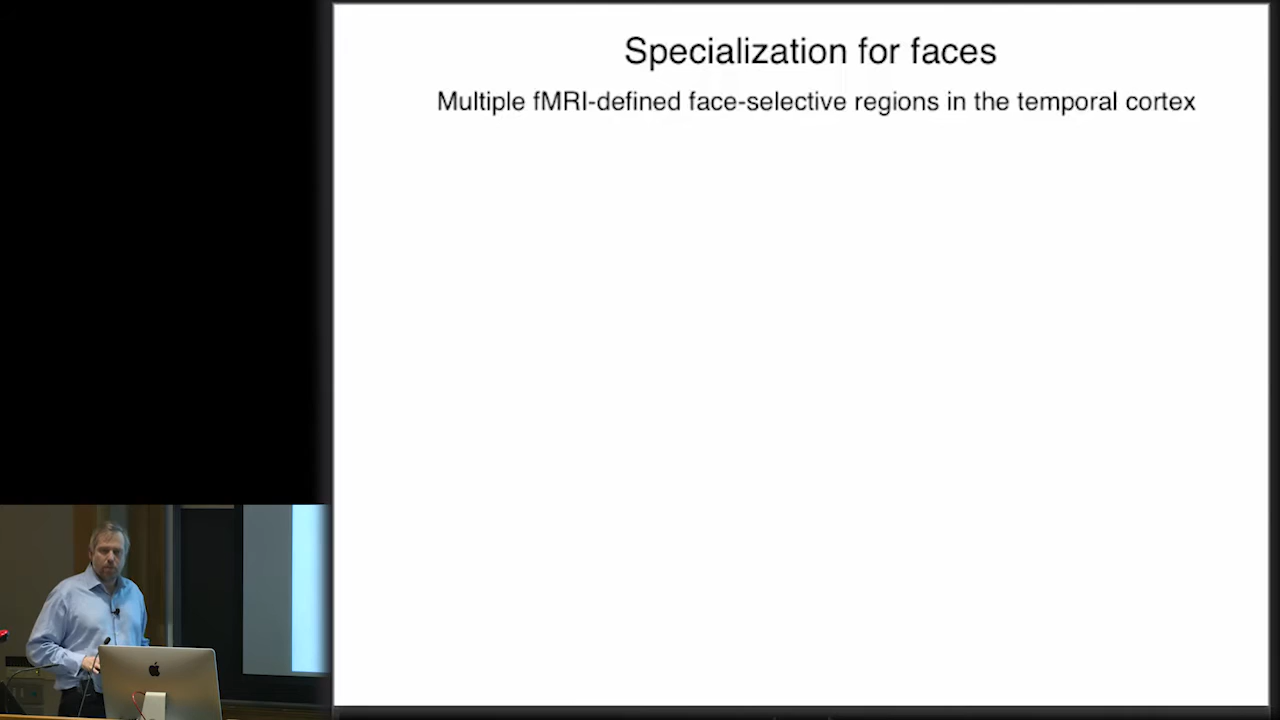 Specialization for faces
Multiple fMRI-defined face-selective regions in the temporal cortex